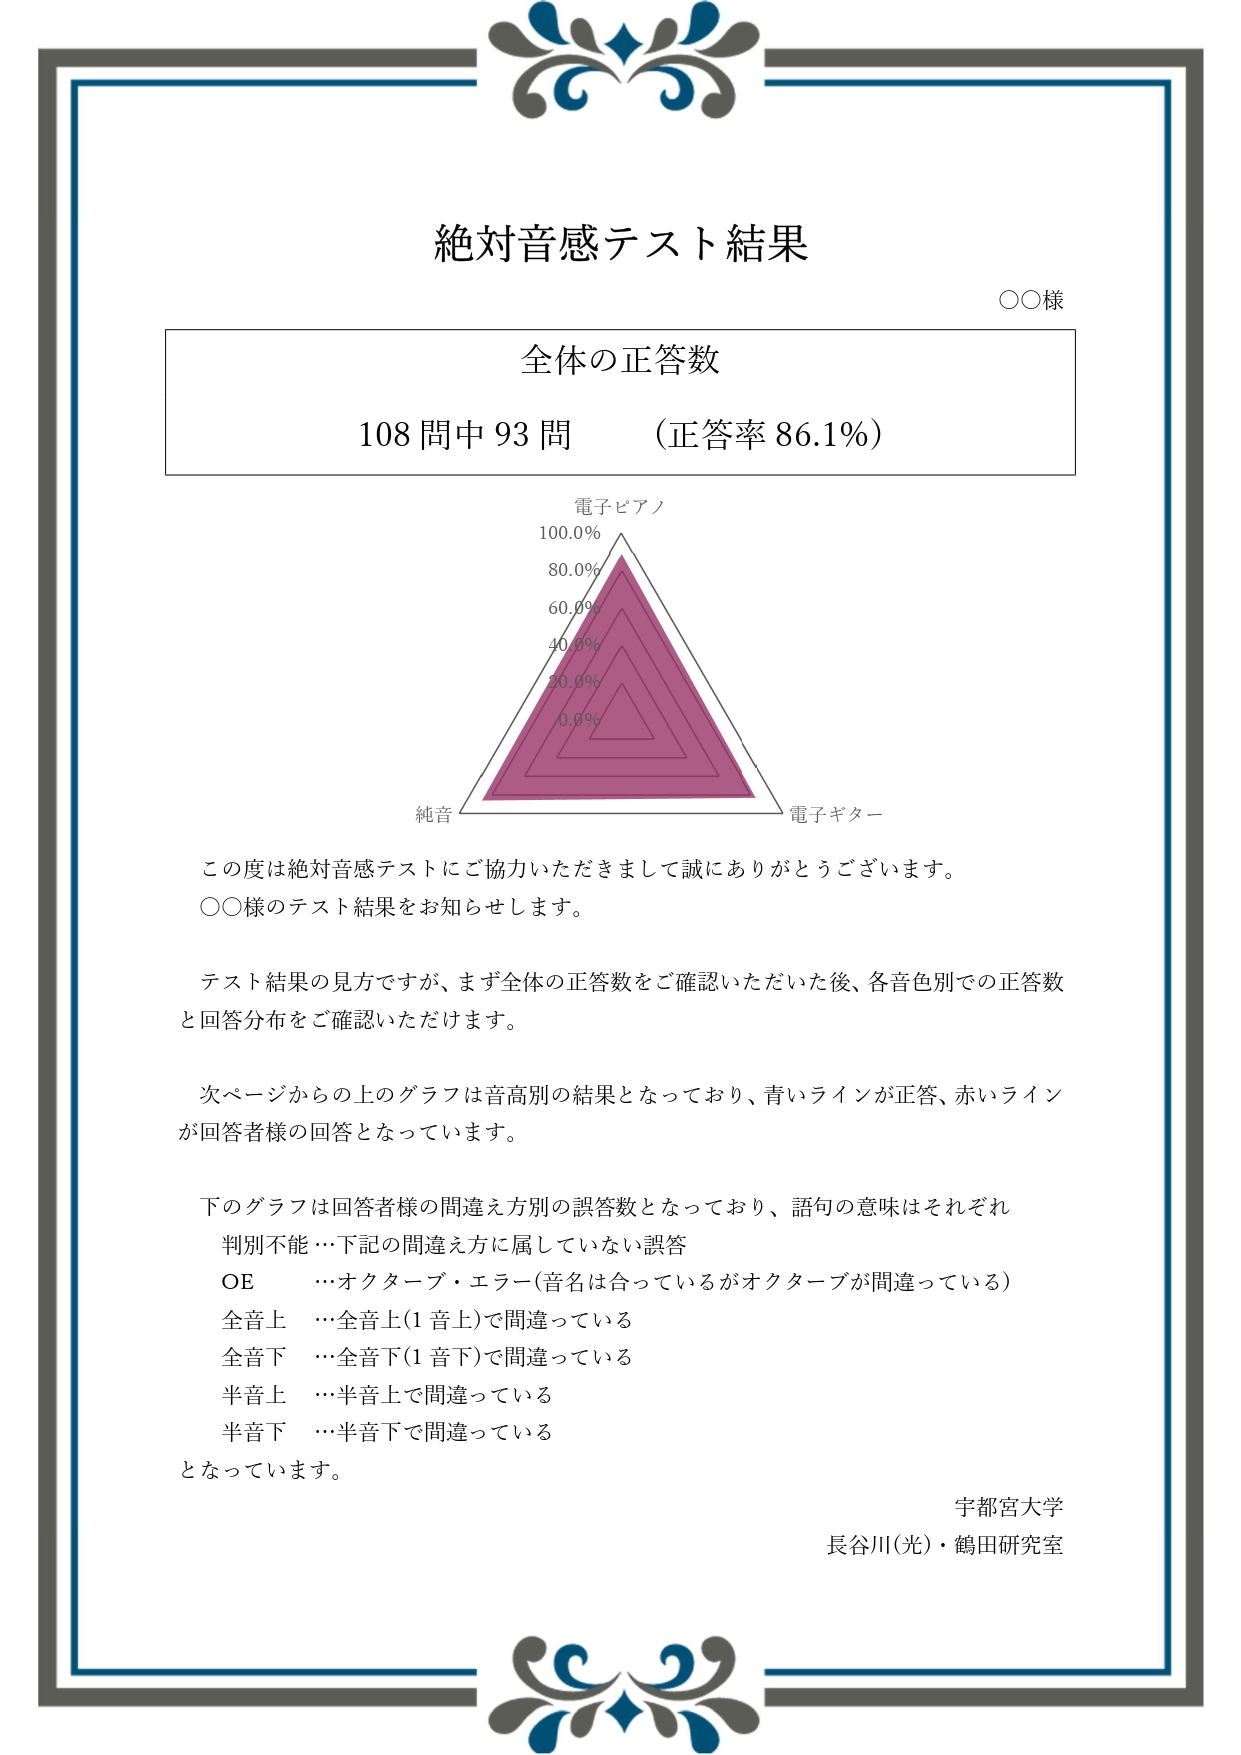 絶対音感テスト結果
○○様
全体の正答数
108 問中 93 問　　（正答率 86.1%）
電子ピアノ
100.0%
80.0%
60.0%
40.0%
20.0%
0.0%
純音
電子ギター
この度は絶対音感テストにご協力いただきまして誠にありがとうございます。
○○様のテスト結果をお知らせします。
テスト結果の見方ですが、まず全体の正答数をご確認いただいた後、各音色別での正答数
と回答分布をご確認いただけます。
次ページからの上のグラフは音高別の結果となっており、青いラインが正答、赤いライン
が回答者様の回答となっています。
下のグラフは回答者様の間違え方別の誤答数となっており、語句の意味はそれぞれ
判別不能 …下記の間違え方に属していない誤答
OE　　…オクターブ・エラー(音名は合っているがオクターブが間違っている)
全音上　…全音上(1 音上)で間違っている
全音下　…全音下(1 音下)で間違っている
半音上　…半音上で間違っている
半音下　…半音下で間違っている
となっています。
宇都宮大学
長谷川(光)・鶴田研究室